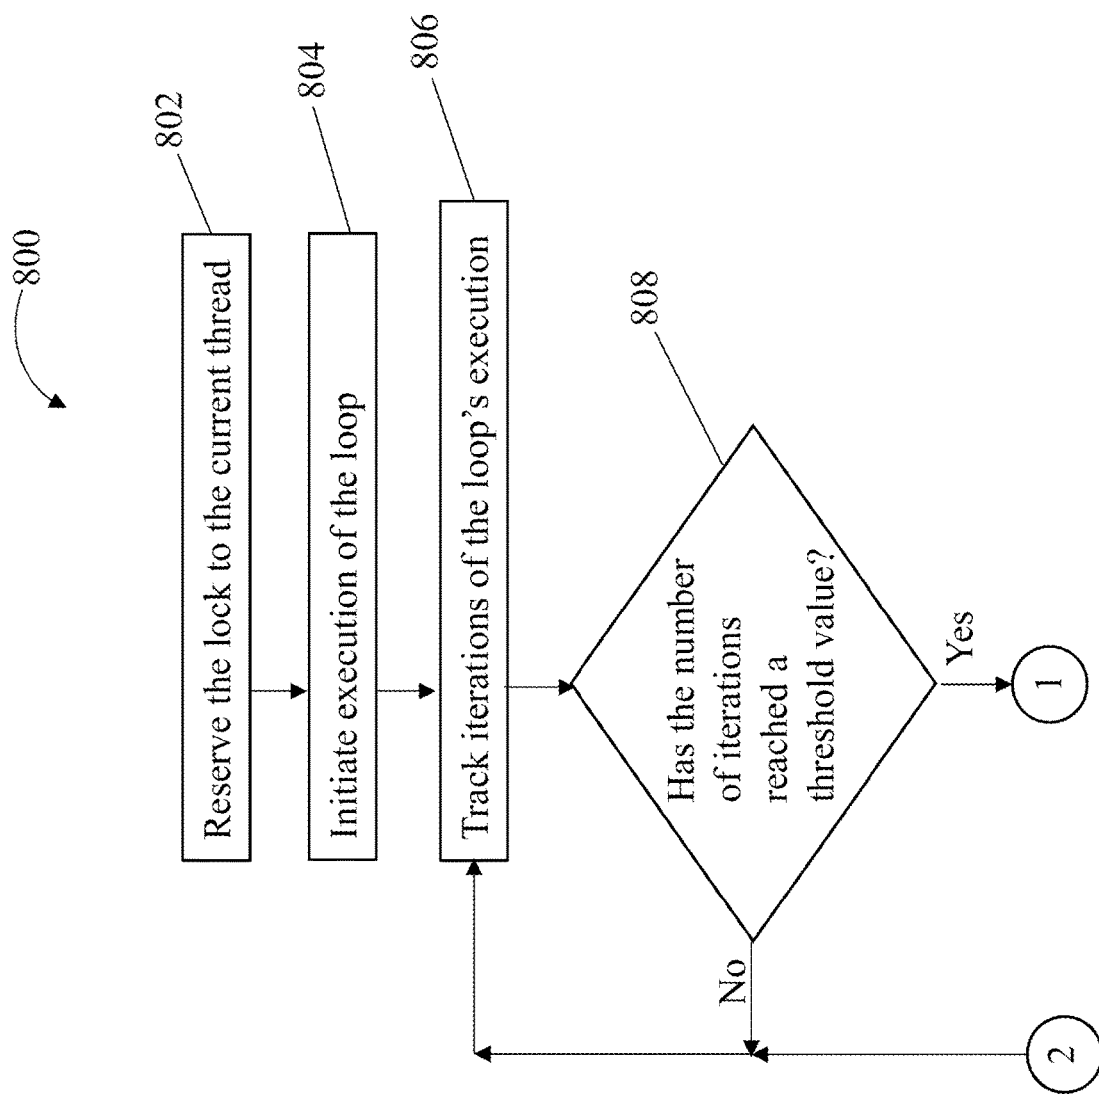 800
Reserve the lock to the current thread
802
Initiate execution of the loop
804
Track iterations of the loop's execution
806
Has the number
of iterations
reached a
threshold value?
808
No
Yes
1
2